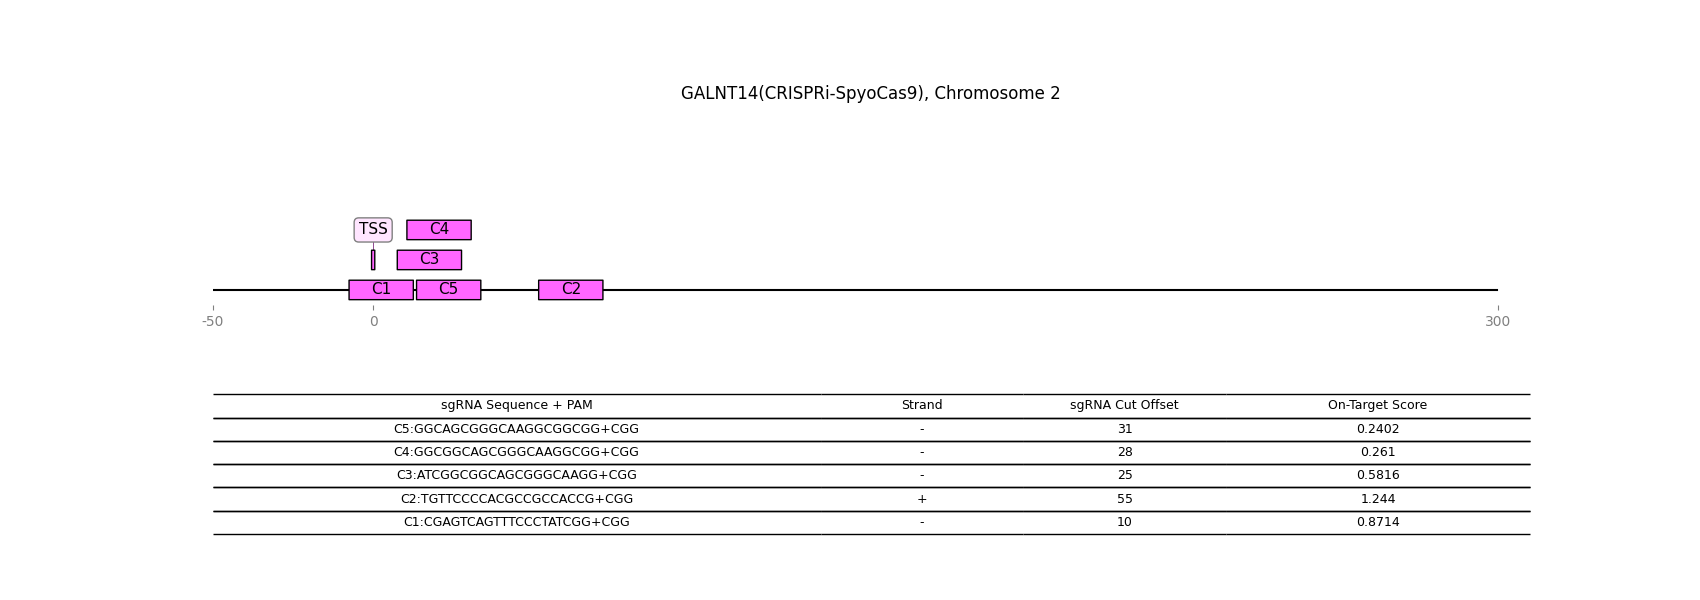 GALNT14(CRISPRi-SpyoCas9), Chromosome 2
TSS C4
C3
C1 C5 C2
-50 0 300
sgRNA Sequence + PAM Strand sgRNA Cut Offset On-Target Score
C5:GGCAGCGGGCAAGGCGGCGG+CGG - 31 0.2402
C4:GGCGGCAGCGGGCAAGGCGG+CGG - 28 0.261
C3:ATCGGCGGCAGCGGGCAAGG+CGG - 25 0.5816
C2:TGTTCCCCACGCCGCCACCG+CGG + 55 1.244
C1:CGAGTCAGTTTCCCTATCGG+CGG - 10 0.8714